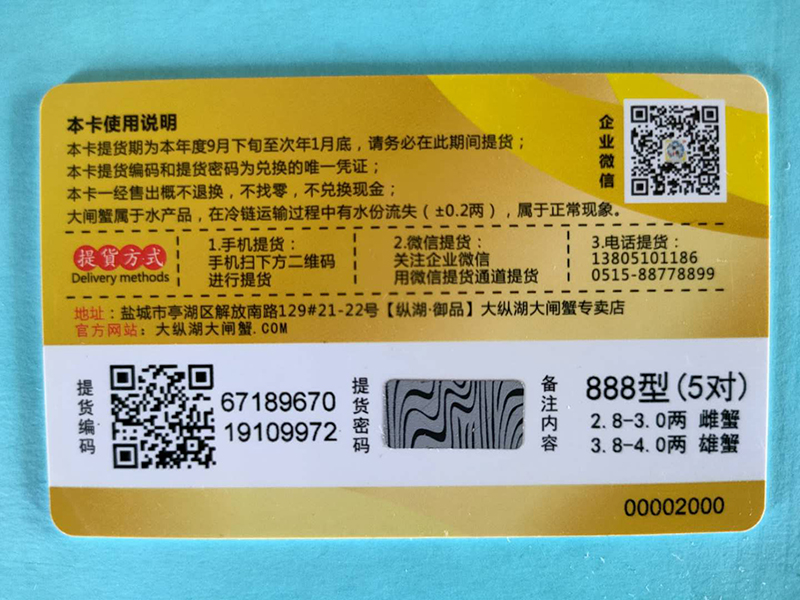 本卡使用说明
本卡提货期为本年度9月下旬至次年1月底，请务必在此期间提货；
本卡提货编码和提货密码为兑换的唯一凭证；
本卡一经售出概不退换，不找零，不兑换现金；
大闸蟹属于水产品，在冷链运输过程中有水份流失（±0.2两），属于正常现象。
企业微信
提貨方式
Delivery methods
1.手机提货：
手机扫下方二维码
进行提货
2.微信提货：
关注企业微信
用微信提货通道提货
3.电话提货：
13805101186
0515-88778899
地址：盐城市亭湖区解放南路129#21-22号【纵湖·御品】大纵湖大闸蟹专卖店
官方网站：大纵湖大闸蟹.COM
提货编码
67189670
19109972
提货密码
备注内容
888型(5对)
2.8-3.0两 雌蟹
3.8-4.0两 雄蟹
00002000